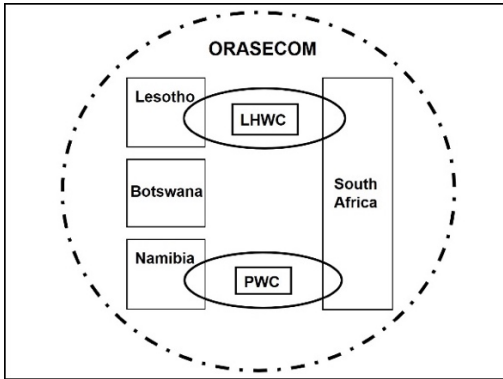 ORASECOM
Lesotho
LHWC
Botswana
South
Africa
Namibia
PWC